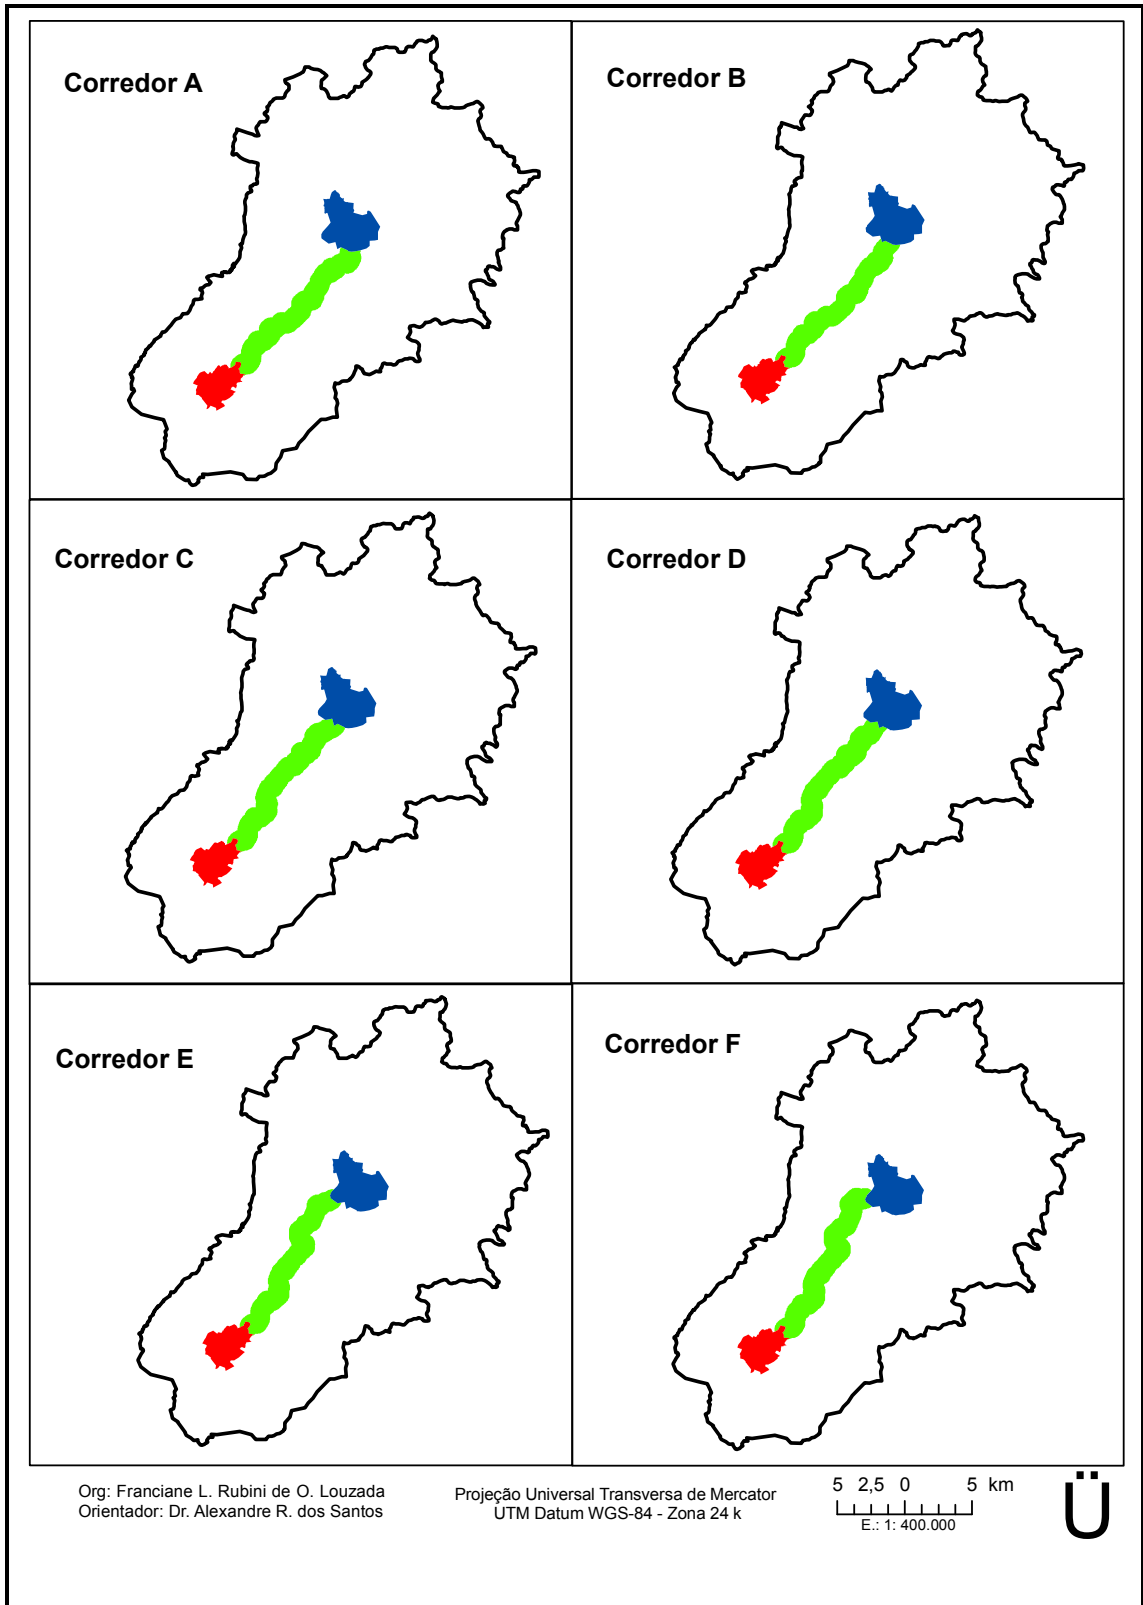 Corredor A
Corredor B
Corredor C
Corredor D
Corredor E
Corredor F
Org: Franciane L. Rubini de O. Louzada
Orientador: Dr. Alexandre R. dos Santos
Projeção Universal Transversa de Mercator
UTM Datum WGS-84 - Zona 24 k
5 2,5 0 5 km
E.: 1: 400.000
Ü